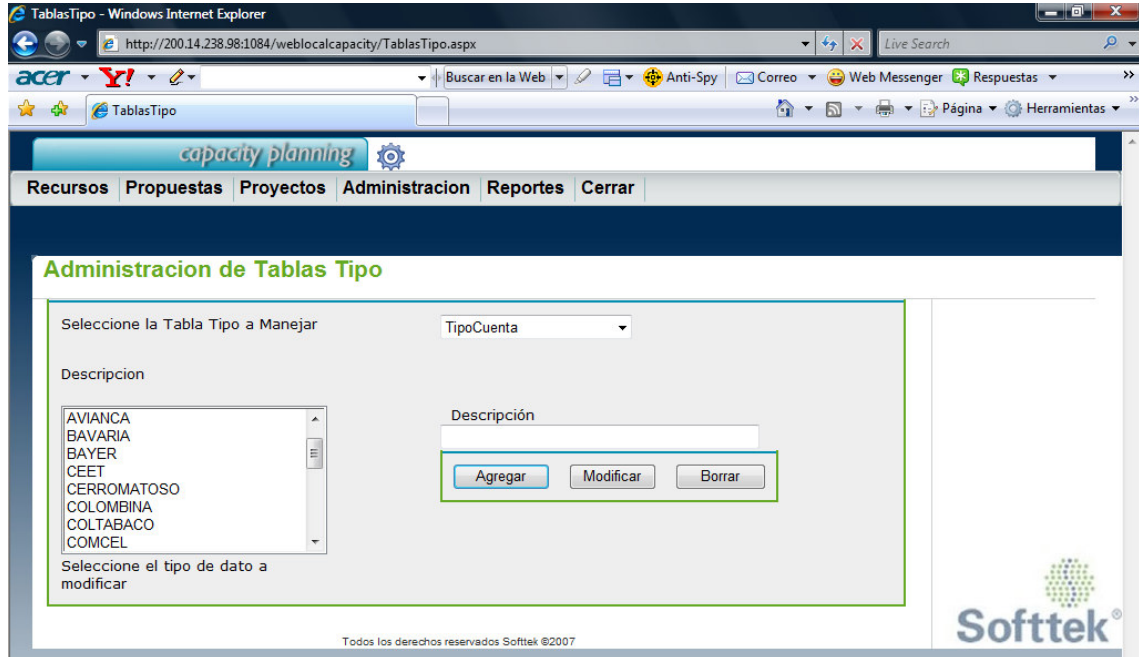 TablasTipo - Windows Internet Explorer
http://200.14.238.98:1084/weblocalcapacity/TablasTipo.aspx
Live Search
acer
Y!
Buscar en la Web
Anti-Spy
Correo
Web Messenger
Respuestas
TablasTipo
Página
Herramientas
capacity planning
Recursos Propuestas Proyectos Administracion Reportes Cerrar
Administracion de Tablas Tipo
Seleccione la Tabla Tipo a Manejar
TipoCuenta
Descripcion
AVIANCA
BAVARIA
BAYER
CEET
CERROMATOSO
COLOMBINA
COLTABACO
COMCEL
Descripción
Agregar Modificar Borrar
Seleccione el tipo de dato a
modificar
Softtek®
Todos los derechos reservados Softtek ©2007